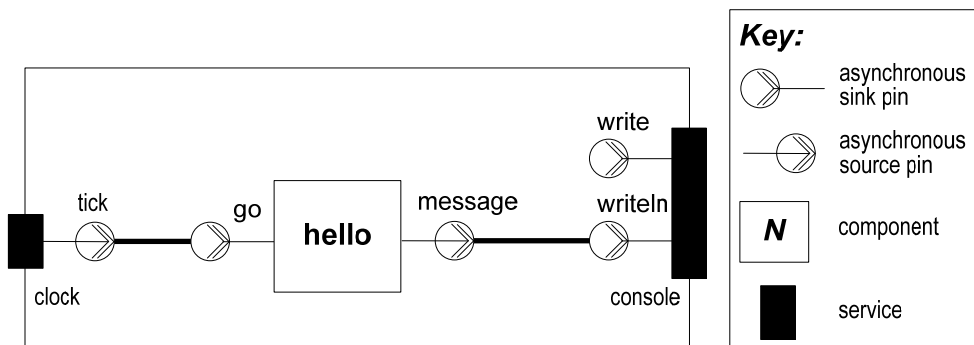 write
tick
go
message
writeln
hello
clock
console
Key:
asynchronous
sink pin
asynchronous
source pin
N
component
service